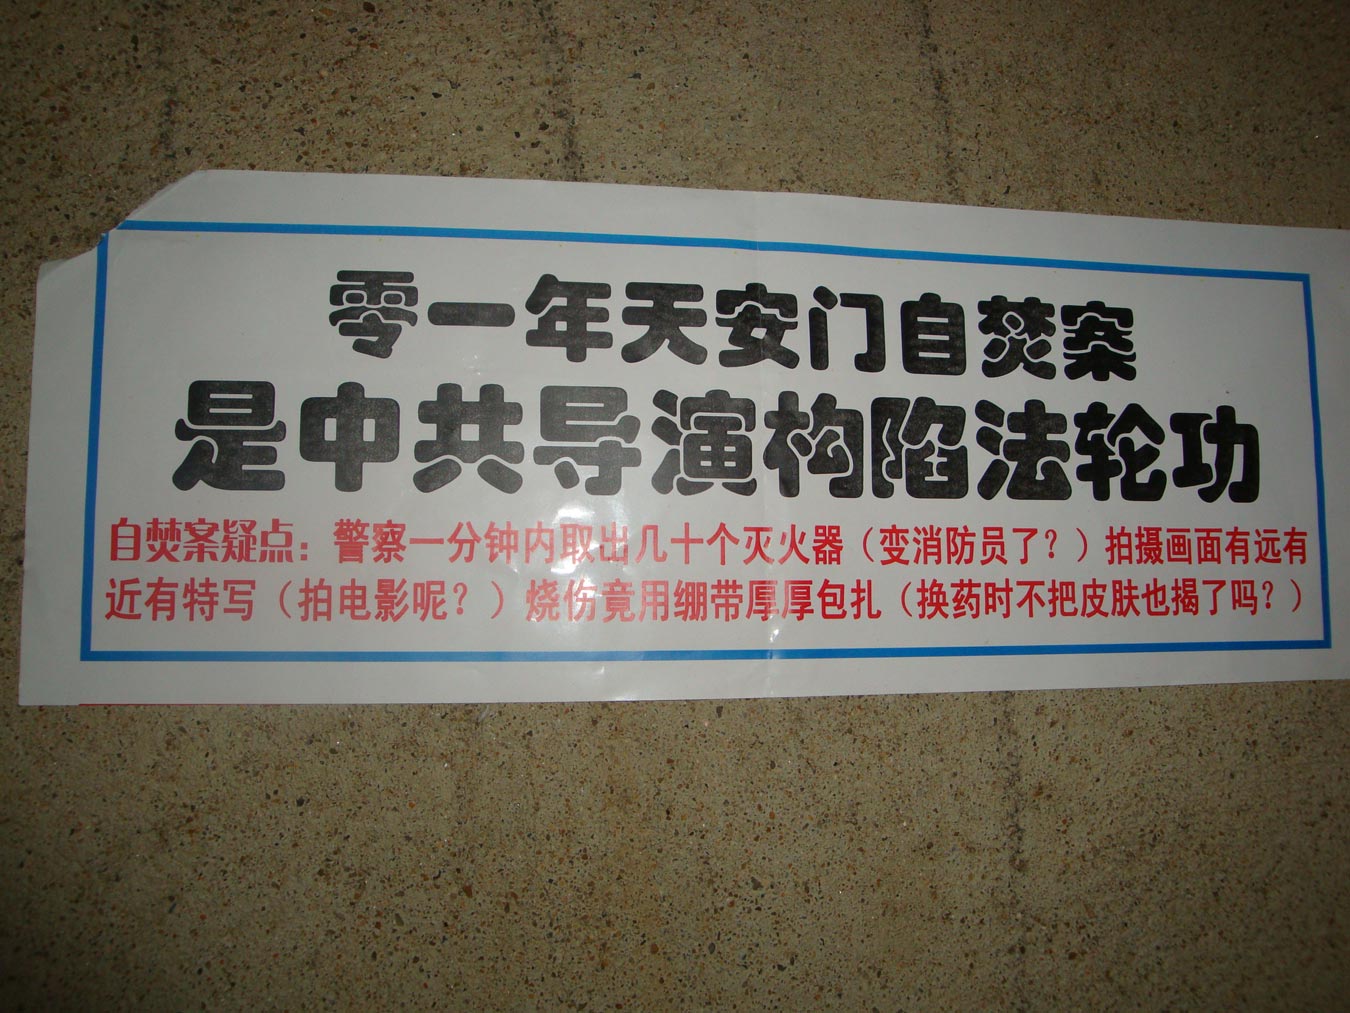 零一年天安门自焚案
是中共导演构陷法轮功
自焚案疑点：警察一分钟内取出几十个灭火器（变消防员了？）拍摄画面有远有
近有特写（拍电影呢？）烧伤竟用绷带厚厚包扎（换药时不把皮肤也揭了吗？）